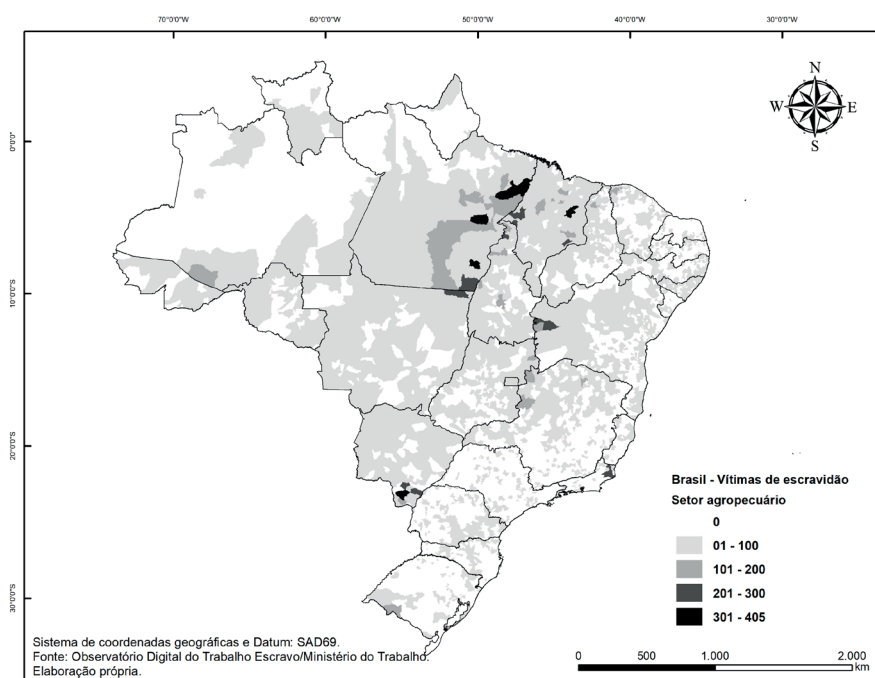 70°0'0"W 60°0'0"W 50°0'0"W 40°0'0"W 30°0'0"W
N
W E
S
0°0'0"
10°0'0"S
20°0'0"S
30°0'0"S
Brasil - Vítimas de escravidão
Setor agropecuário
0
01 - 100
101 - 200
201 - 300
301 - 405
Sistema de coordenadas geográficas e Datum: SAD69.
Fonte: Observatório Digital do Trabalho Escravo/Ministério do Trabalho.
Elaboração própria.
0 500 1.000 2.000
km